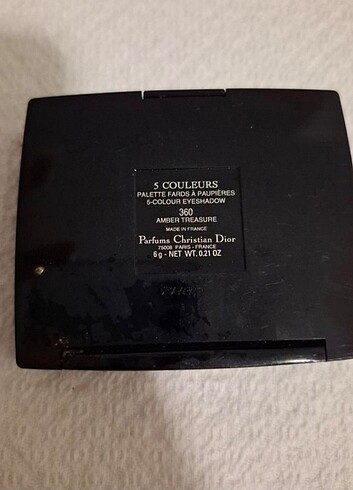 5 COULEURS
PALETTE FARDS À PAUPIÈRES
5-COLOUR EYESHADOW
360
AMBER TREASURE
MADE IN FRANCE
Parfums Christian Dior
75008 PARIS - FRANCE
6 g - NET WT. 0.21 OZ